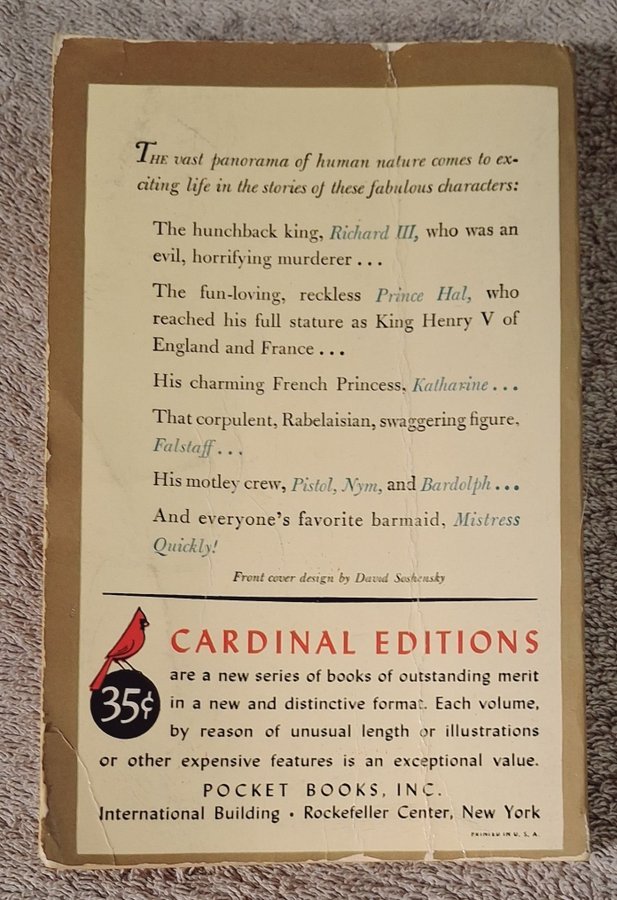 THE vast panorama of human nature comes to ex-
citing life in the stories of these fabulous characters:
The hunchback king, Richard III, who was an
evil, horrifying murderer . . .
The fun-loving, reckless Prince Hal, who
reached his full stature as King Henry V of
England and France . . .
His charming French Princess, Katharine . . .
That corpulent, Rabelaisian, swaggering figure,
Falstaff . . .
His motley crew, Pistol, Nym, and Bardolph . . .
And everyone's favorite barmaid, Mistress
Quickly!
Front cover design by David Soshensky
CARDINAL EDITIONS
are a new series of books of outstanding merit
35¢ in a new and distinctive format. Each volume,
by reason of unusual length or illustrations
or other expensive features is an exceptional value.
POCKET BOOKS, INC.
International Building • Rockefeller Center, New York
PRINTED IN U. S. A.